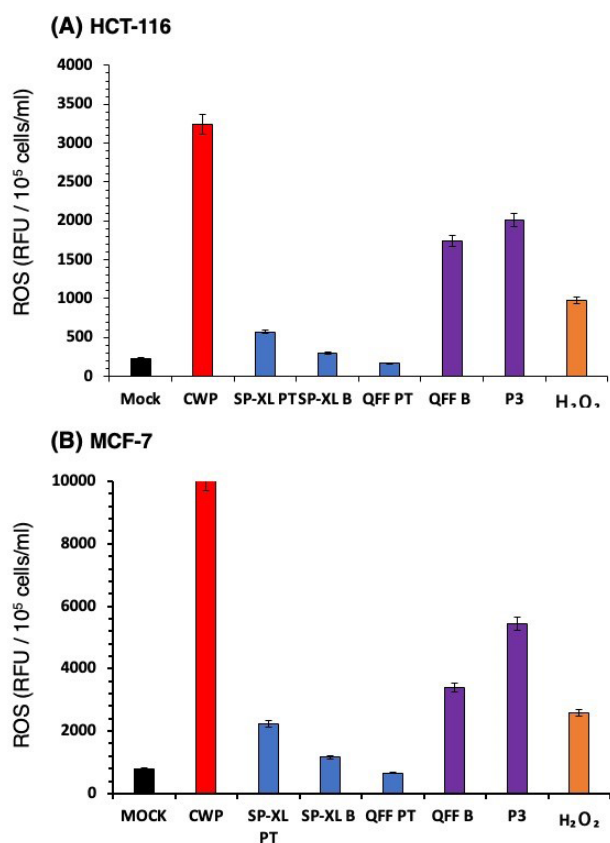 (A) HCT-116
4000
3500
3000
2500
2000
1500
1000
500
0
ROS (RFU / 10⁵ cells/ml)
Mock CWP SP-XL PT SP-XL B QFF PT QFF B P3 H₂O₂
(B) MCF-7
10000
8000
6000
4000
2000
0
ROS (RFU / 10⁵ cells/ml)
MOCK CWP SP-XL PT SP-XL B QFF PT QFF B P3 H₂O₂